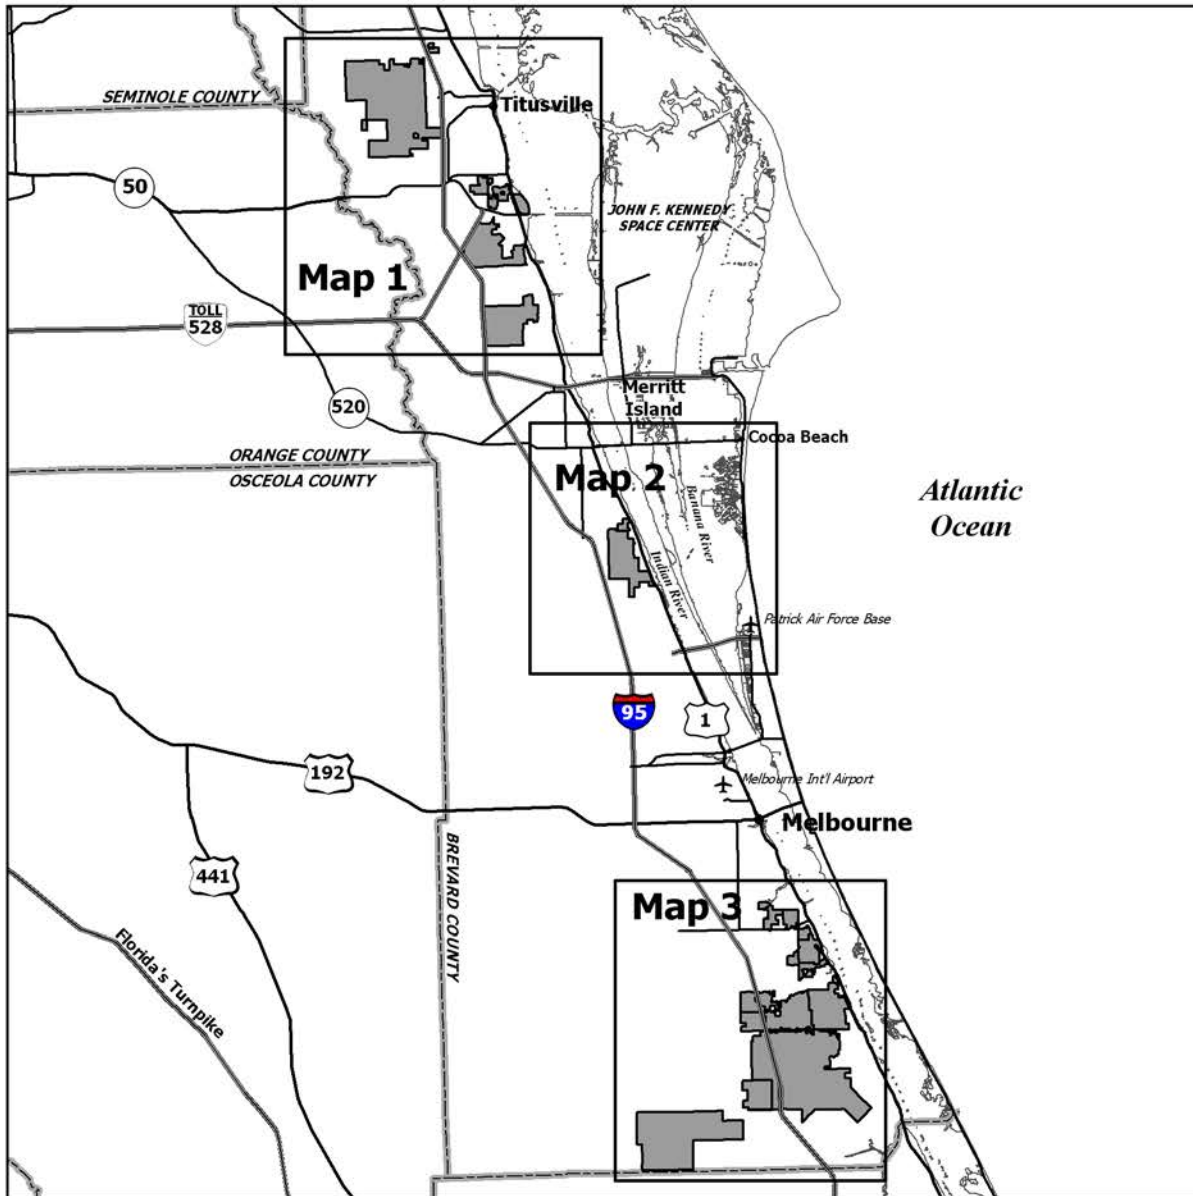 SEMINOLE COUNTY
Titusville
50
JOHN F. KENNEDY
SPACE CENTER
Map 1
TOLL
528
Merritt
Island
520
Cocoa Beach
ORANGE COUNTY
OSCEOLA COUNTY
Map 2
Banana River
Atlantic
Ocean
Indian River
Patrick Air Force Base
95
1
192
Melbourne Int'l Airport
Melbourne
441
BREVARD COUNTY
Map 3
Florida's Turnpike